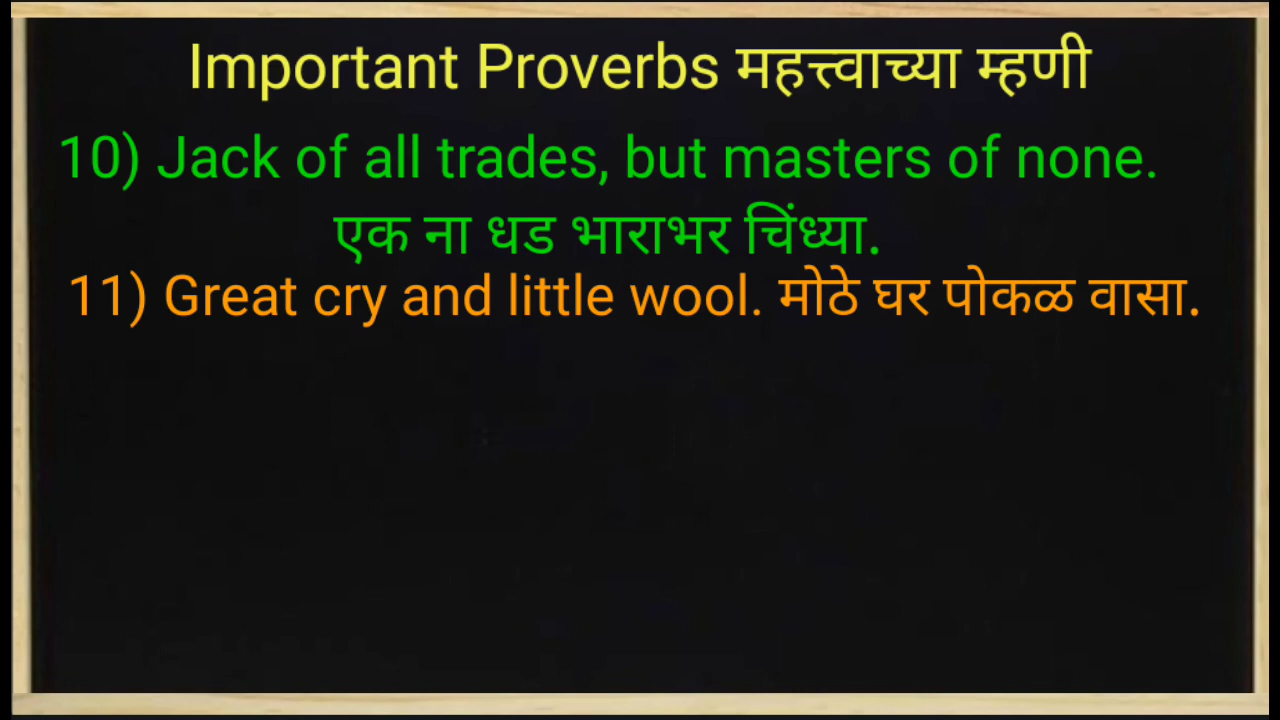 Important Proverbs महत्त्वाच्या म्हणी
10) Jack of all trades, but masters of none.
एक ना धड भाराभर चिंध्या.
11) Great cry and little wool. मोठे घर पोकळ वासा.